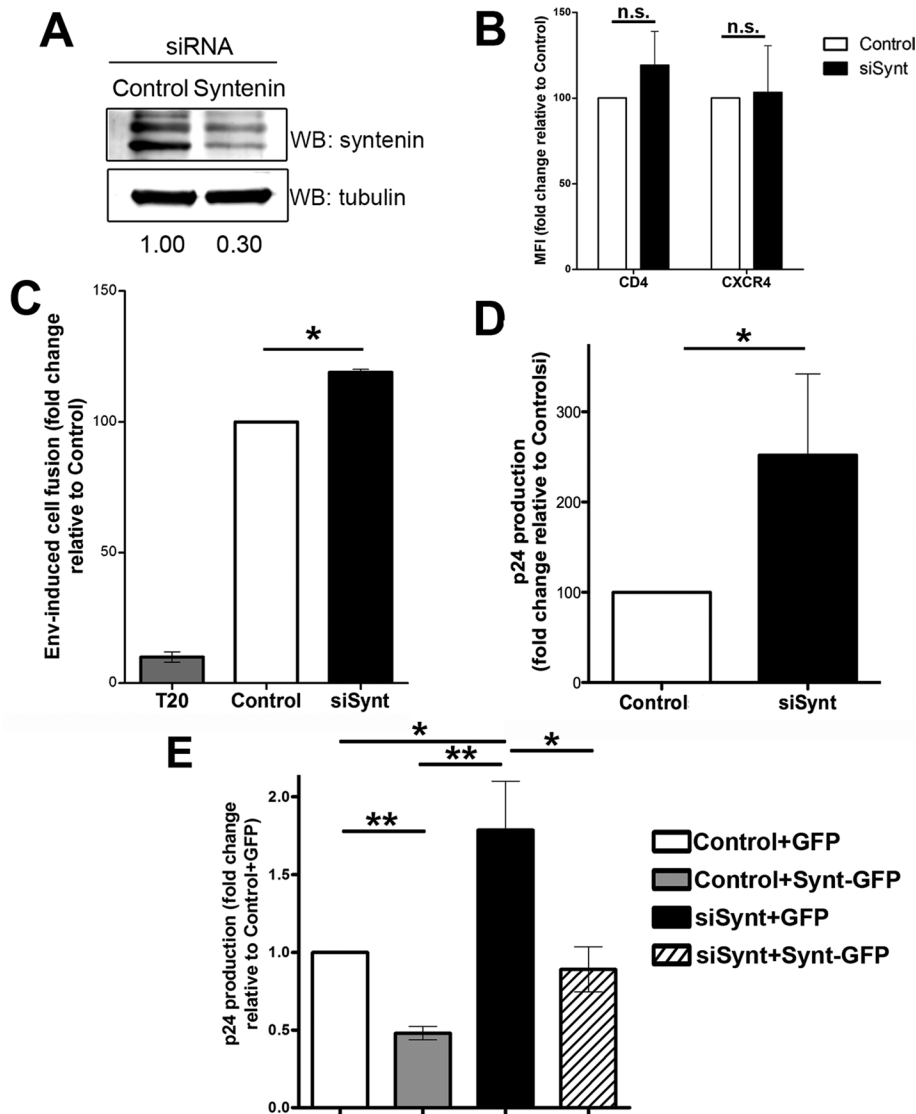 A
siRNA
Control Syntenin
WB: syntenin
WB: tubulin
1.00 0.30
B
MFI (fold change relative to Control)
150
100
50
0
n.s.
n.s.
CD4
CXCR4
Control
siSynt
C
Env-induced cell fusion (fold change
relative to Control)
150
100
50
0
*
T20
Control
siSynt
D
p24 production
(fold change relative to Controlsi)
300
200
100
0
*
Control
siSynt
E
p24 production (fold change
relative to Control+GFP)
2.0
1.5
1.0
0.5
0.0
*
**
*
**
Control+GFP
Control+Synt-GFP
siSynt+GFP
siSynt+Synt-GFP